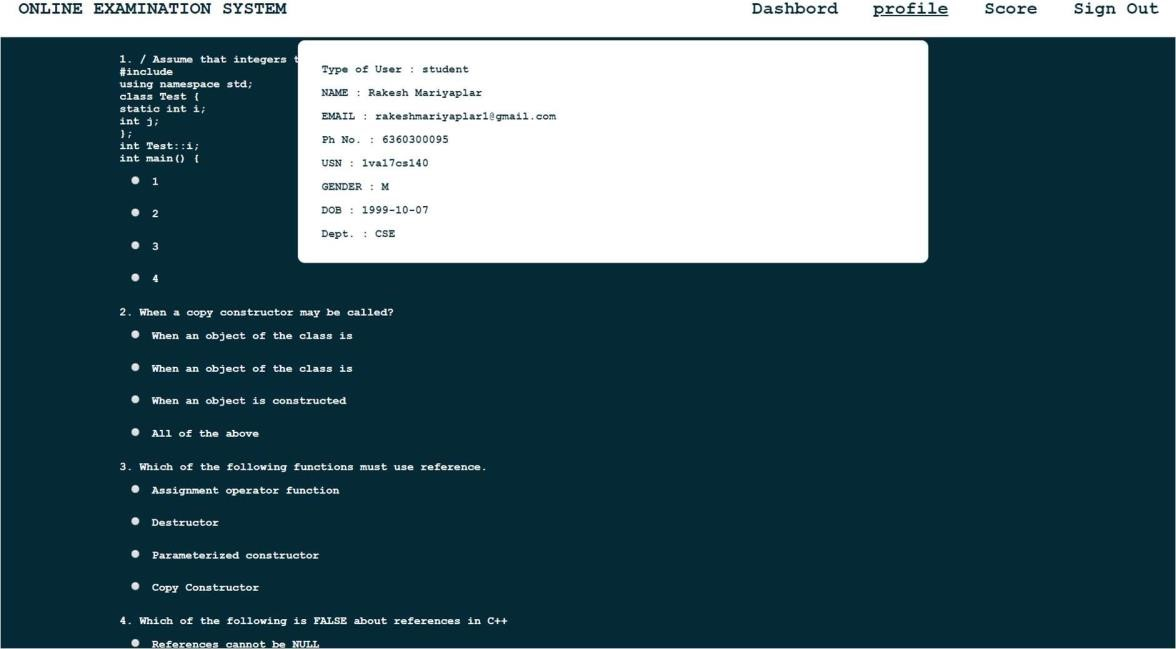 ONLINE EXAMINATION SYSTEM
Dashbord profile Score Sign Out
1. / Assume that integers t
#include
using namespace std;
class Test {
static int i;
int j;
};
int Test::i;
int main() {
1
2
3
4
Type of User : student
NAME : Rakesh Mariyaplar
EMAIL : rakeshmariyaplar1@gmail.com
Ph No. : 6360300095
USN : 1va17cs140
GENDER : M
DOB : 1999-10-07
Dept. : CSE
2. When a copy constructor may be called?
When an object of the class is
When an object of the class is
When an object is constructed
All of the above
3. Which of the following functions must use reference.
Assignment operator function
Destructor
Parameterized constructor
Copy Constructor
4. Which of the following is FALSE about references in C++
References cannot be NULL